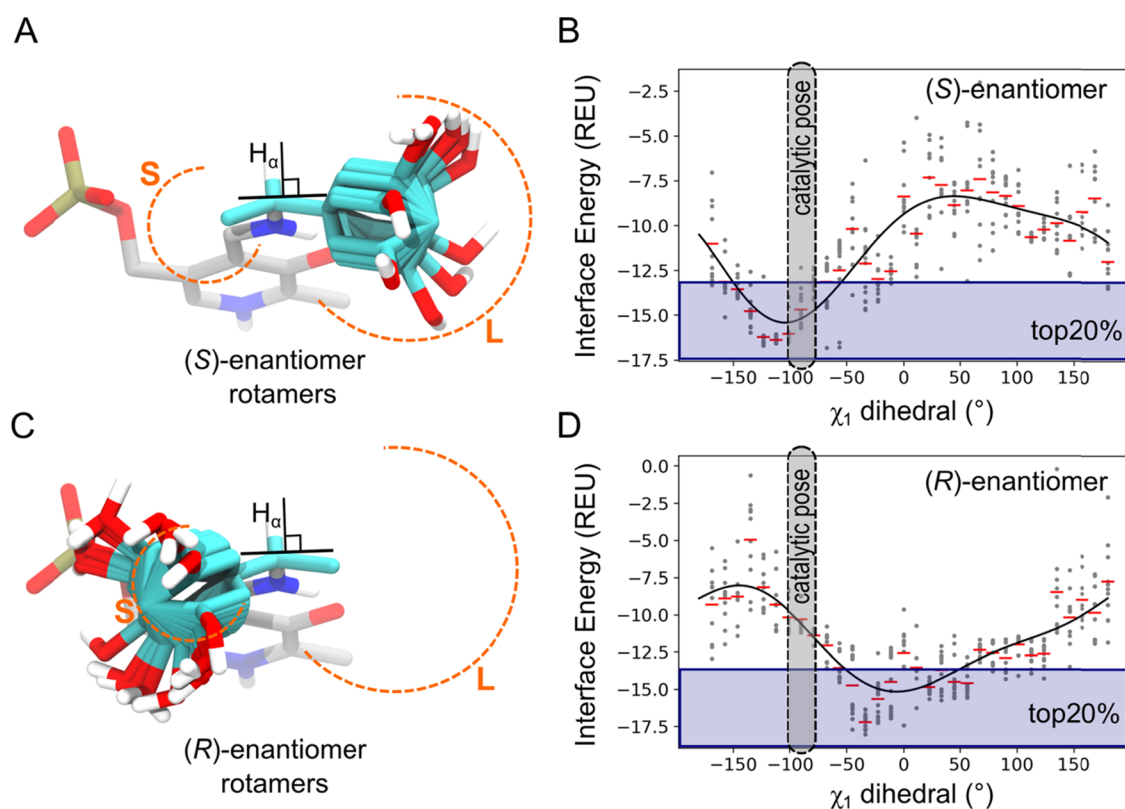 A
S
Hα
L
(S)-enantiomer
rotamers
B
Interface Energy (REU)
−2.5
−5.0
−7.5
−10.0
−12.5
−15.0
−17.5
catalytic pose
(S)-enantiomer
top20%
−150 −100 −50 0 50 100 150
χ1 dihedral (°)
C
S
Hα
L
(R)-enantiomer
rotamers
D
Interface Energy (REU)
0.0
−2.5
−5.0
−7.5
−10.0
−12.5
−15.0
−17.5
catalytic pose
(R)-enantiomer
top20%
−150 −100 −50 0 50 100 150
χ1 dihedral (°)